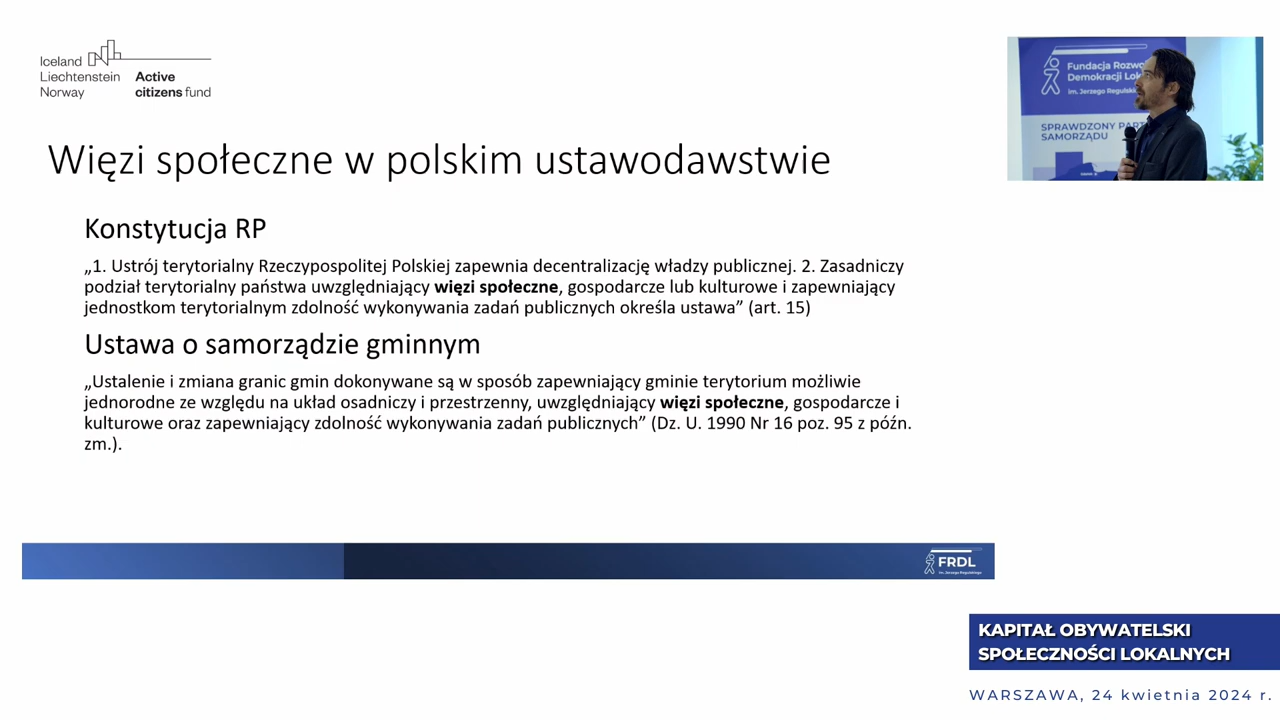 Iceland
Liechtenstein
Norway
Active
citizens fund
Fundacja
Demokracji
im. Jerzego
SPRAWDZONY
SAMORZĄDU
Więzi społeczne w polskim ustawodawstwie
Konstytucja RP
„1. Ustrój terytorialny Rzeczypospolitej Polskiej zapewnia decentralizację władzy publicznej. 2. Zasadniczy
podział terytorialny państwa uwzględniający więzi społeczne, gospodarcze lub kulturowe i zapewniający
jednostkom terytorialnym zdolność wykonywania zadań publicznych określa ustawa” (art. 15)
Ustawa o samorządzie gminnym
„Ustalenie i zmiana granic gmin dokonywane są w sposób zapewniający gminie terytorium możliwie
jednorodne ze względu na układ osadniczy i przestrzenny, uwzględniający więzi społeczne, gospodarcze i
kulturowe oraz zapewniający zdolność wykonywania zadań publicznych” (Dz. U. 1990 Nr 16 poz. 95 z późn.
zm.).
FRDL
im. Jerzego Regulskiego
KAPITAŁ OBYWATELSKI
SPOŁECZNOŚCI LOKALNYCH
WARSZAWA, 24 kwietnia 2024 r.